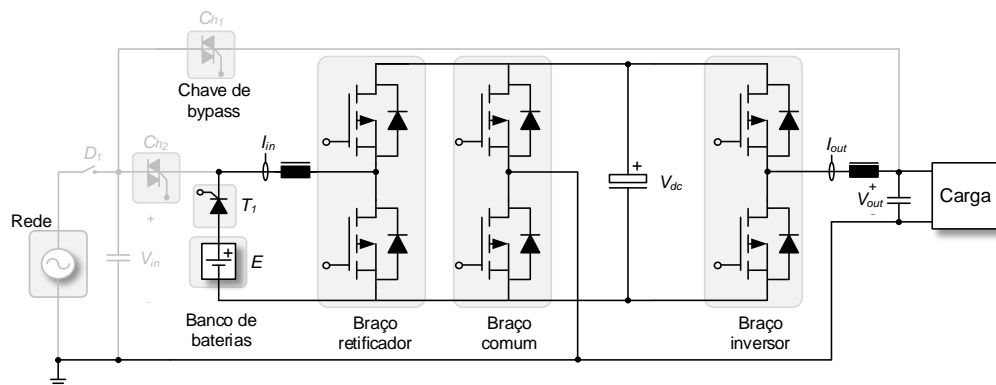 Ch1
Chave de
bypass
D1
Ch2
Iin
Iout
T1
+
Vdc
+
Vout
-
Carga
Rede
+
Vin
-
+
E
Banco de
baterias
Braço
retificador
Braço
comum
Braço
inversor